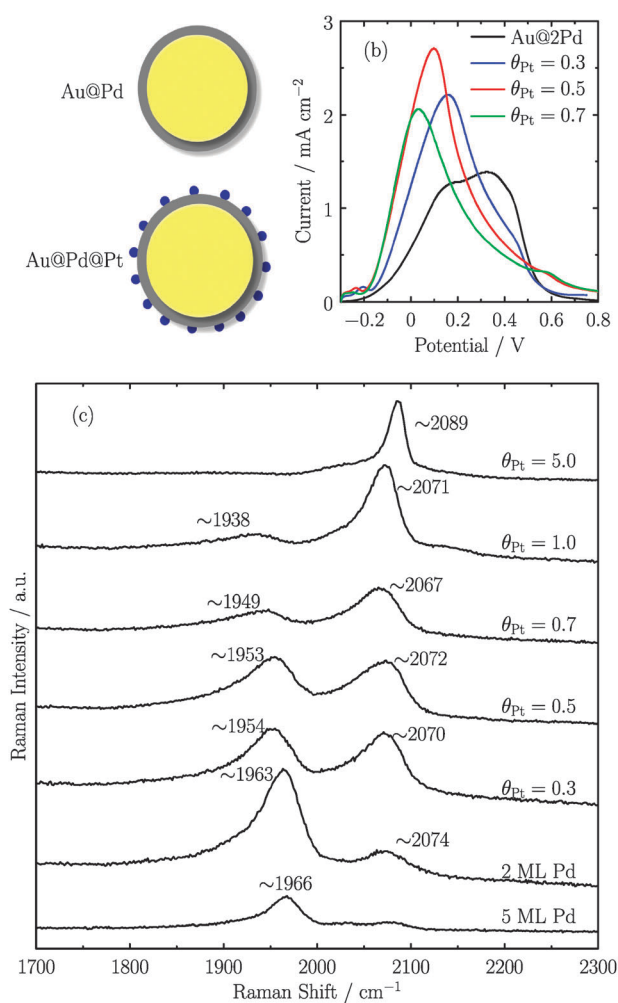 Au@Pd
Au@Pd@Pt
(b)
Au@2Pd
θPt = 0.3
θPt = 0.5
θPt = 0.7
3
2
1
0
Current / mA cm−2
−0.2 0 0.2 0.4 0.6 0.8
Potential / V
(c)
∼2089
θPt = 5.0
∼1938
∼2071
θPt = 1.0
∼1949
∼2067
θPt = 0.7
∼1953
∼2072
θPt = 0.5
∼1954
∼2070
θPt = 0.3
∼1963
∼2074
2 ML Pd
∼1966
5 ML Pd
Raman Intensity / a.u.
1700 1800 1900 2000 2100 2200 2300
Raman Shift / cm−1